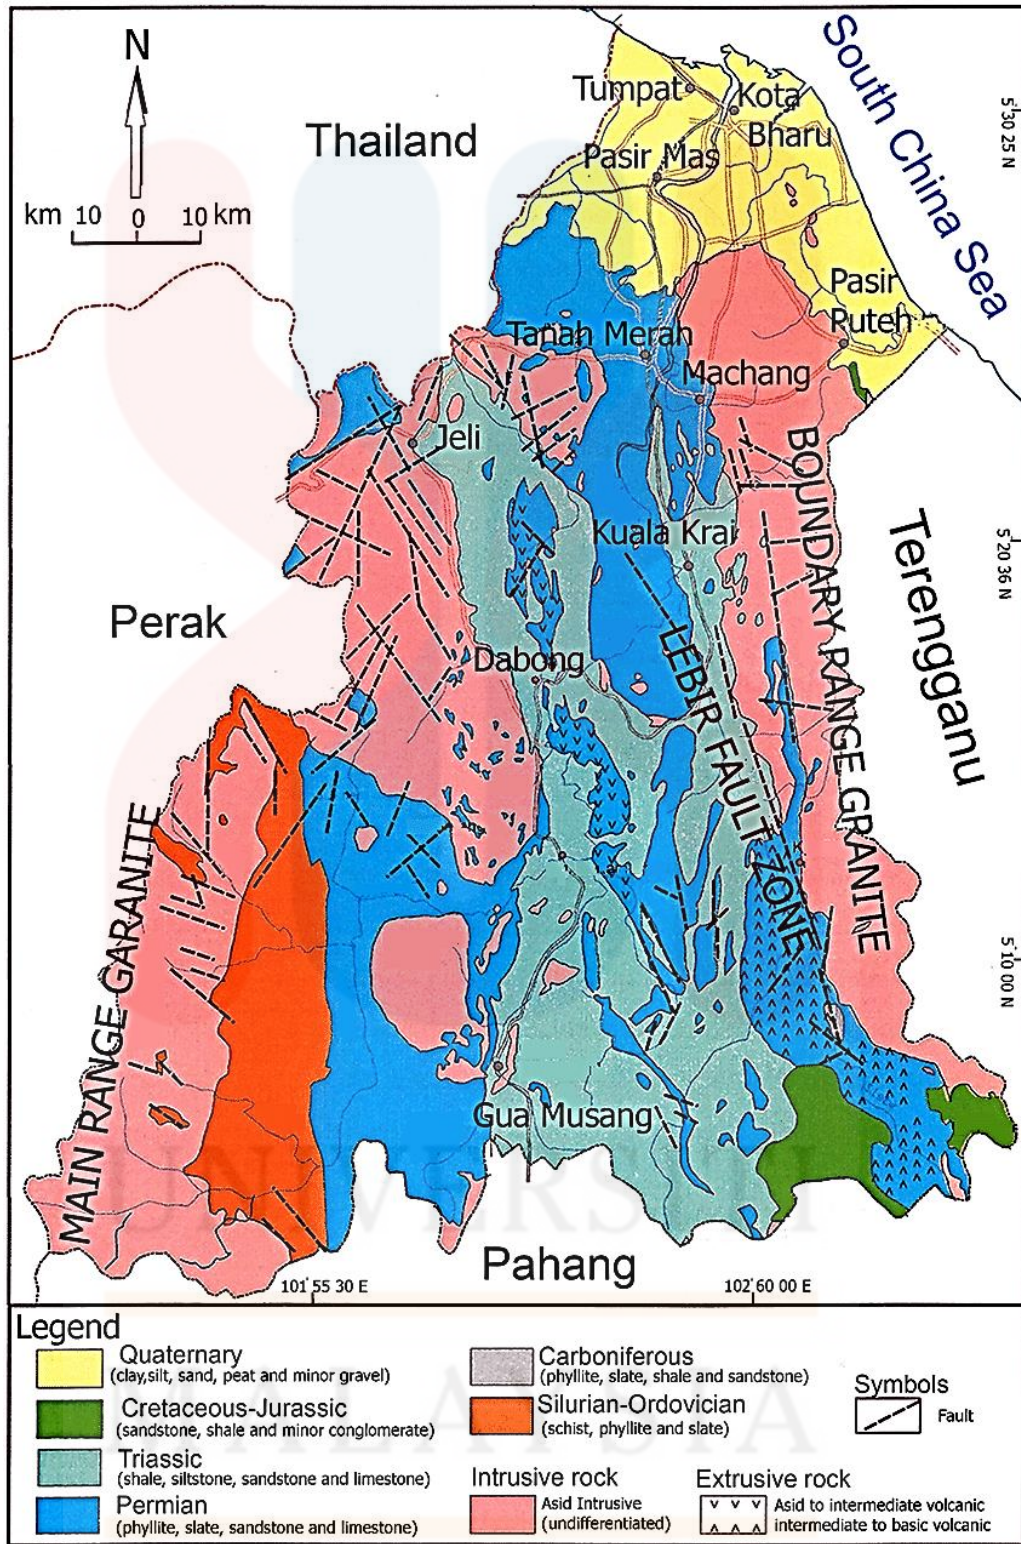 N
km 10 0 10 km
Thailand
South China Sea
Tumpat
Kota
Bharu
Pasir Mas
5°30 25 N
Pasir
Puteh
Tanah Merah
Machang
Jeli
BOUNDARY RANGE GRANITE
Kuala Krai
5°20 36 N
Terengganu
Perak
Dabong
LEBIR FAULT ZONE
MAIN RANGE GARANITE
5°10 00 N
Gua Musang
Pahang
101°55 30 E
102°60 00 E
UNIVERSITI
Legend
Quaternary
(clay,silt, sand, peat and minor gravel)
Cretaceous-Jurassic
(sandstone, shale and minor conglomerate)
Triassic
(shale, siltstone, sandstone and limestone)
Permian
(phyllite, slate, sandstone and limestone)
Carboniferous
(phyllite, slate, shale and sandstone)
Silurian-Ordovician
(schist, phyllite and slate)
Intrusive rock
Asid Intrusive
(undifferentiated)
Symbols
Fault
Extrusive rock
Asid to intermediate volcanic
intermediate to basic volcanic
MALAYSIA